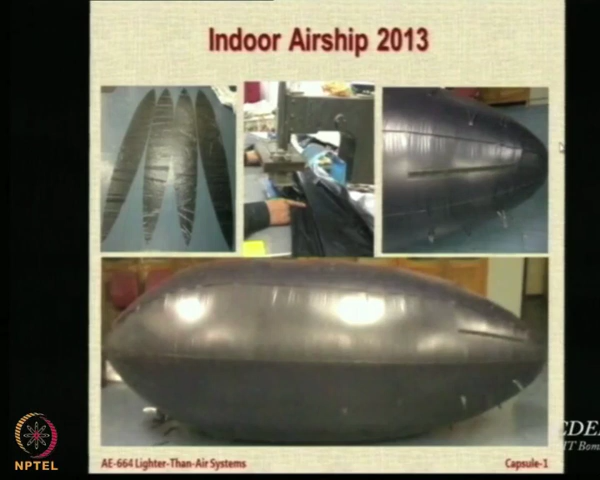 Indoor Airship 2013
NPTEL
AE-664 Lighter-Than-Air Systems
Capsule-1